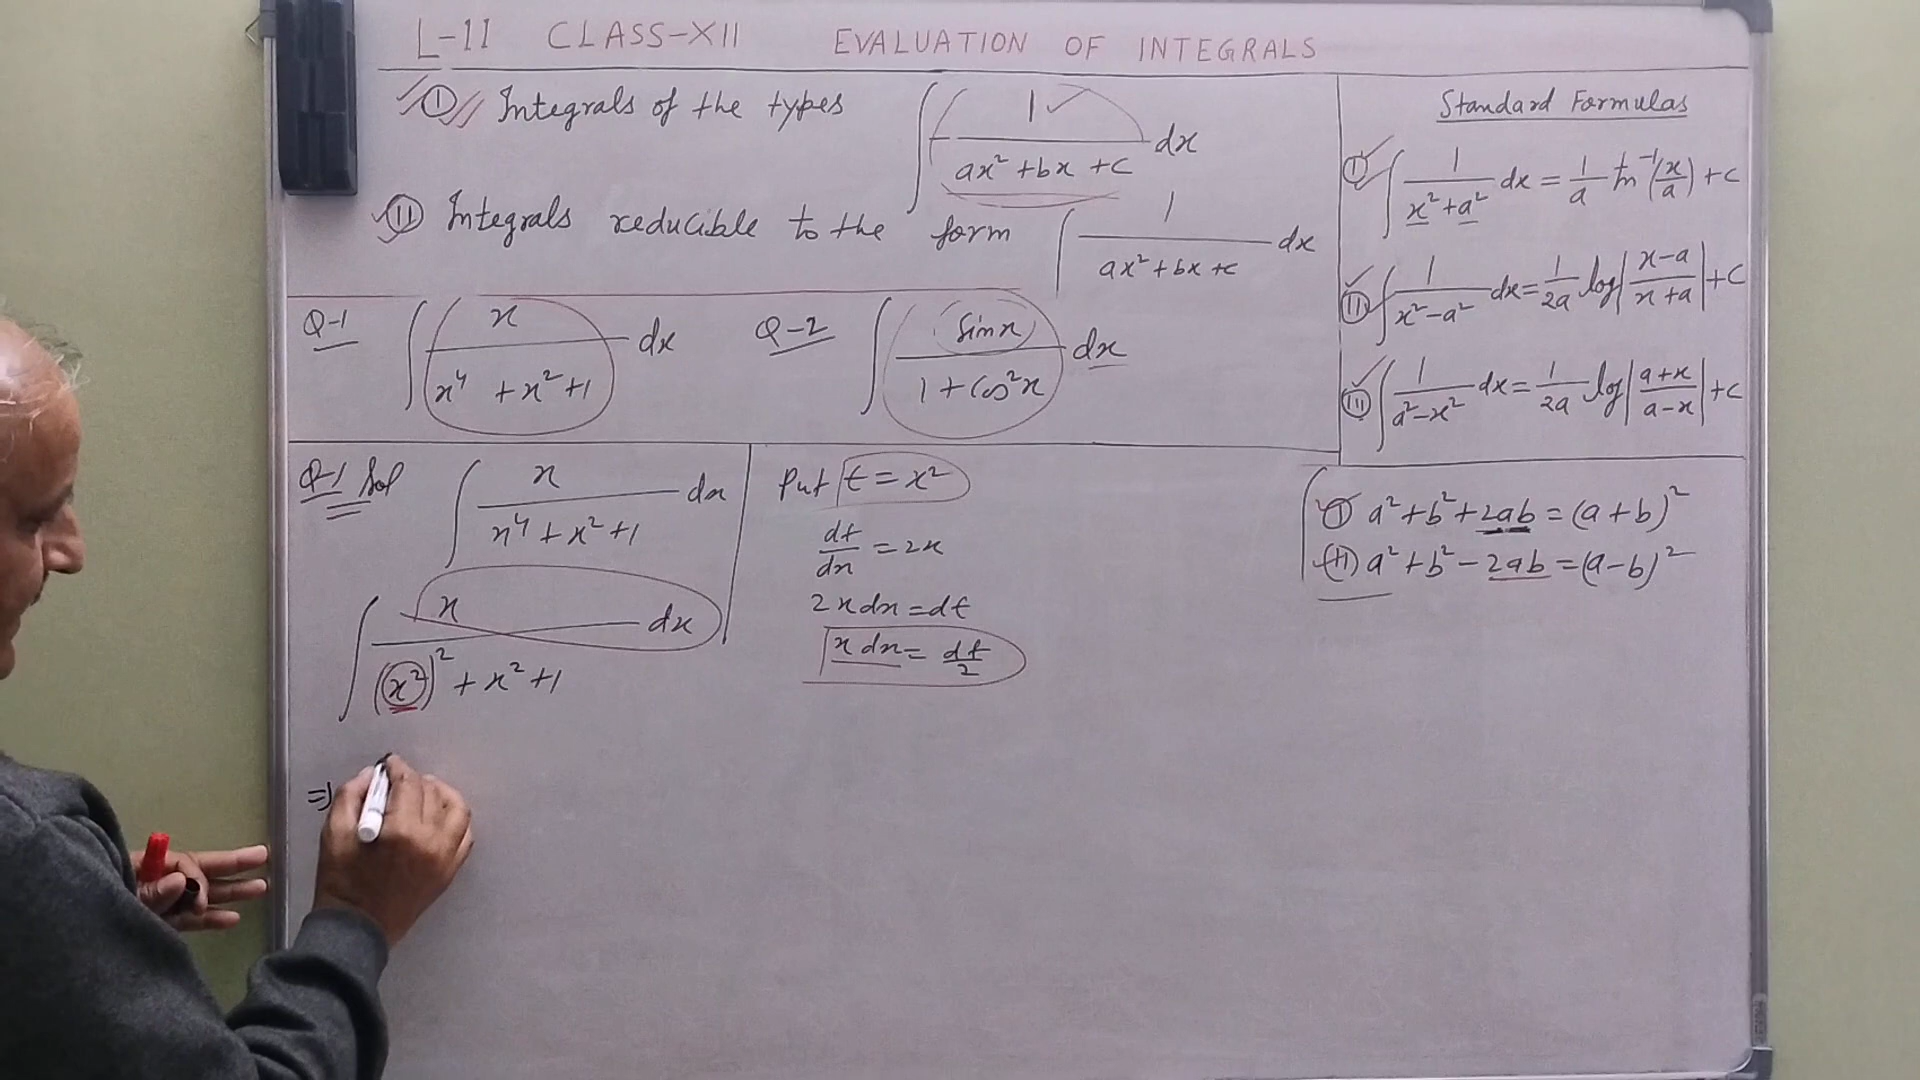 L-11 CLASS-XII EVALUATION OF INTEGRALS
(I) Integrals of the types ∫ 1/(ax² + bx + c) dx
(II) Integrals reducible to the form ∫ 1/(ax² + bx + c) dx
Standard Formulas
(I) ∫ 1/(x² + a²) dx = 1/a tan⁻¹(x/a) + c
(II) ∫ 1/(x² - a²) dx = 1/2a log|(x-a)/(x+a)| + c
(III) ∫ 1/(a² - x²) dx = 1/2a log|(a+x)/(a-x)| + c
Q-1 ∫ x/(x⁴ + x² + 1) dx Q-2 ∫ sinx/(1 + Cos²x) dx
Q-1 Sol ∫ x/(x⁴ + x² + 1) dx
∫ x/((x²)² + x² + 1) dx
⇒
Put t = x²
dt/dx = 2x
2x dx = dt
x dx = dt/2
(I) a² + b² + 2ab = (a + b)²
(II) a² + b² - 2ab = (a - b)²